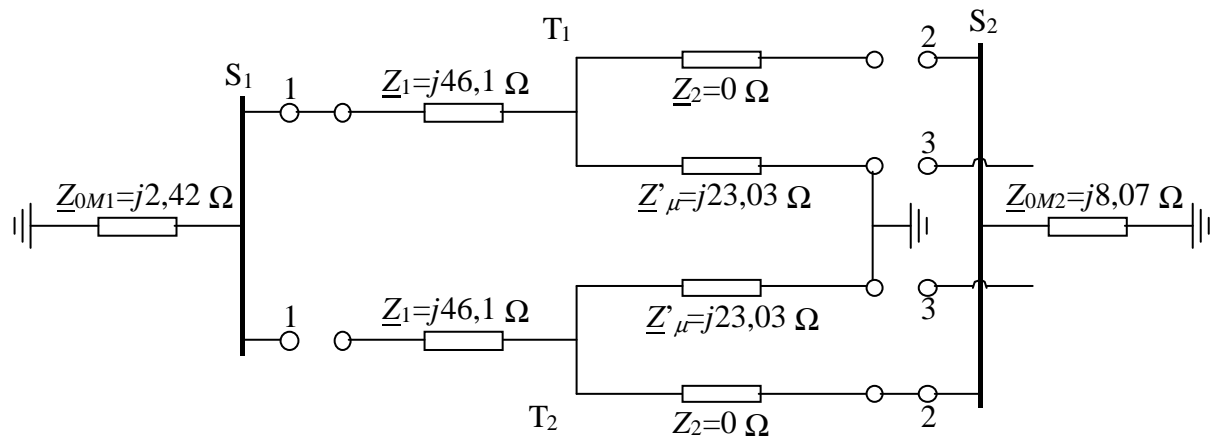 T₁
2
S₂
Z₂=0 Ω
S₁
1
Z₁=j46,1 Ω
3
Z'μ=j23,03 Ω
Z₀M₁=j2,42 Ω
Z₀M₂=j8,07 Ω
1
Z₁=j46,1 Ω
Z'μ=j23,03 Ω
3
T₂
Z₂=0 Ω
2